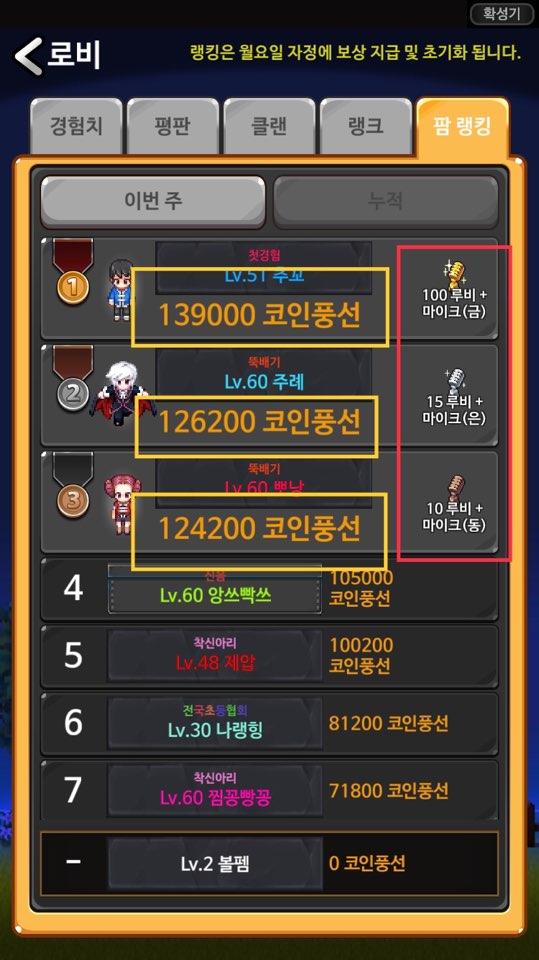 확성기
로비
랭킹은 월요일 자정에 보상 지급 및 초기화 됩니다.
경험치
평판
클랜
랭크
팜 랭킹
이번 주
누적
1
첫경험
Lv.51 추꼬
139000 코인풍선
100 루비 +
마이크(금)
2
뚝배기
Lv.60 주례
126200 코인풍선
15 루비 +
마이크(은)
3
뚝배기
Lv.60 뽀낭
124200 코인풍선
10 루비 +
마이크(동)
4
Lv.60 앙쓰빡쓰
105000
코인풍선
5
착신아리
Lv.48 제압
100200
코인풍선
6
전국초등협회
Lv.30 나랭힝
81200 코인풍선
7
착신아리
Lv.60 찜꽁빵꽁
71800 코인풍선
–
Lv.2 볼펨
0 코인풍선